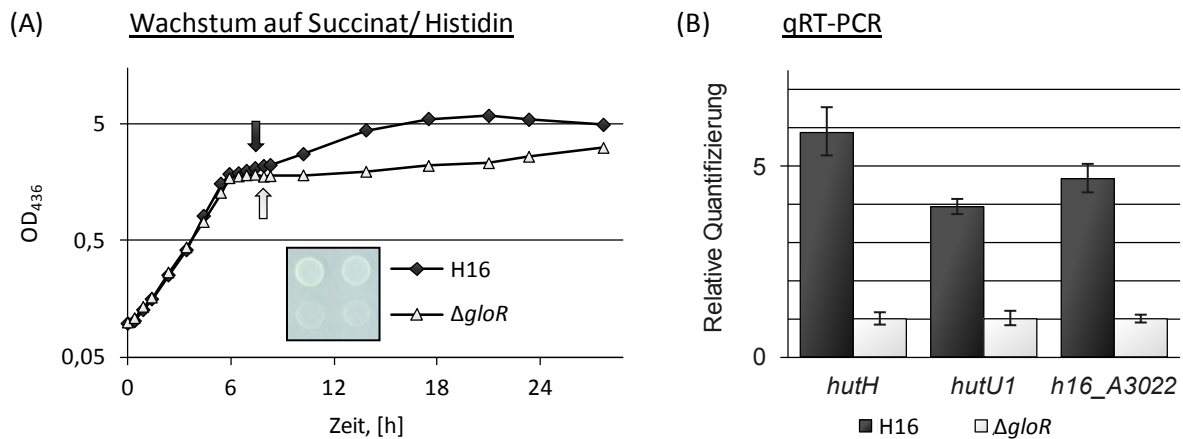 (A) Wachstum auf Succinat/ Histidin
5
0,5
0,05
OD436
0 6 12 18 24
Zeit, [h]
H16
ΔgloR
(B) qRT-PCR
Relative Quantifizierung
5
0
hutH hutU1 h16_A3022
H16 ΔgloR